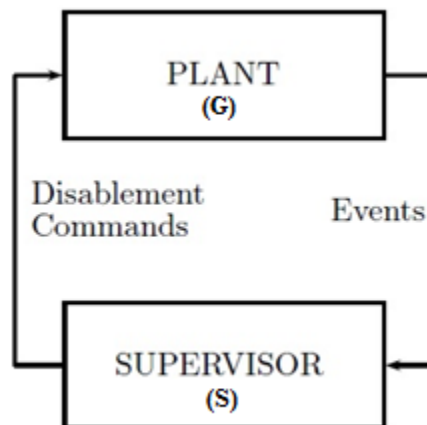 PLANT
(G)
Disablement
Commands
Events
SUPERVISOR
(S)